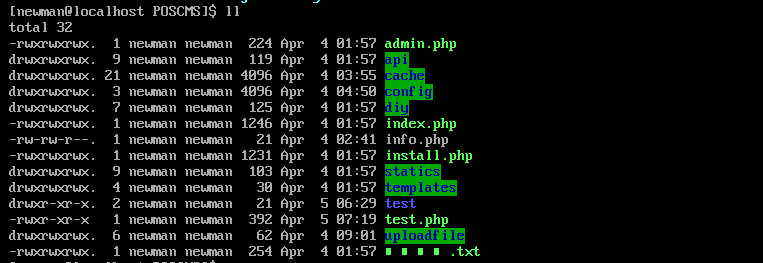 [newman@localhost POSCMS]$ ll
total 32
-rwxrwxrwx.  1 newman newman  224 Apr  4 01:57 admin.php
drwxrwxrwx.  9 newman newman  119 Apr  4 01:57 api
drwxrwxrwx. 21 newman newman 4096 Apr  4 03:55 cache
drwxrwxrwx.  3 newman newman 4096 Apr  4 04:50 config
drwxrwxrwx.  7 newman newman  125 Apr  4 01:57 diy
-rwxrwxrwx.  1 newman newman 1246 Apr  4 01:57 index.php
-rw-rw-r--.  1 newman newman   21 Apr  4 02:41 info.php
-rwxrwxrwx.  1 newman newman 1231 Apr  4 01:57 install.php
drwxrwxrwx.  9 newman newman  103 Apr  4 01:57 statics
drwxrwxrwx.  4 newman newman   30 Apr  4 01:57 templates
drwxr-xr-x.  2 newman newman   21 Apr  5 06:29 test
-rwxr-xr-x   1 newman newman  392 Apr  5 07:19 test.php
drwxrwxrwx.  6 newman newman   62 Apr  4 09:01 uploadfile
-rwxrwxrwx.  1 newman newman  254 Apr  4 01:57 .txt